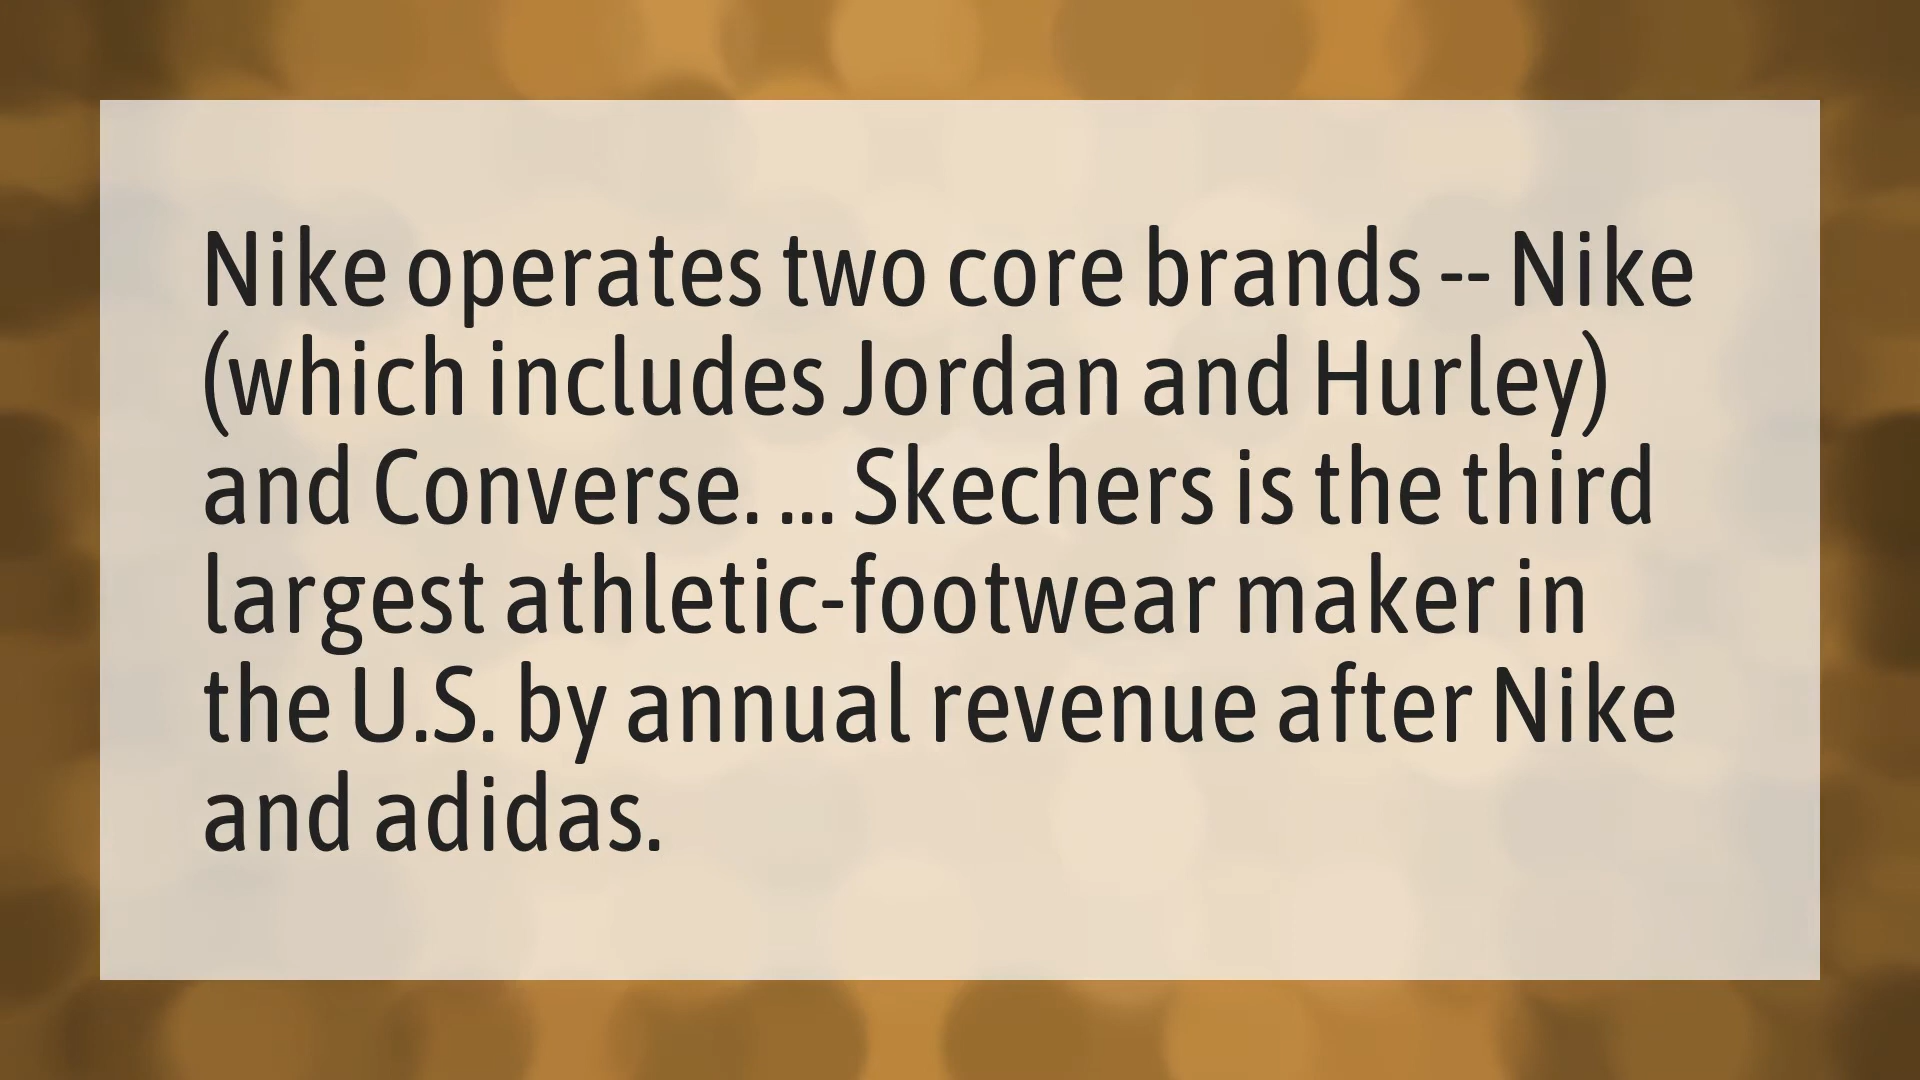 Nike operates two core brands -- Nike
(which includes Jordan and Hurley)
and Converse. ... Skechers is the third
largest athletic-footwear maker in
the U.S. by annual revenue after Nike
and adidas.